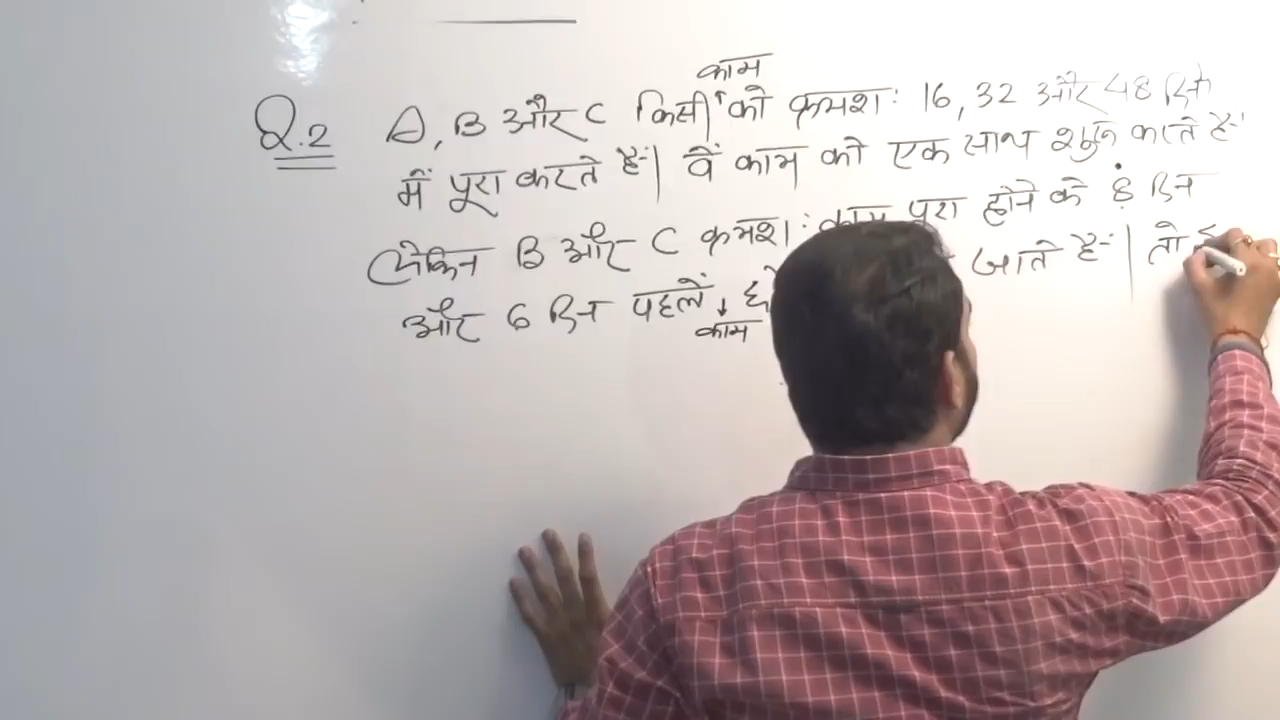 काम
Q.2 A, B और C किसी ↑ को क्रमशः 16, 32 और 48 दिनों
में पूरा करते हैं| वें काम को एक साथ शुरू करते हैं
लेकिन B और C क्रमशः काम पूरा होने के 8 दिन
और 6 दिन पहलें ↓ छो जाते हैं| तो
काम